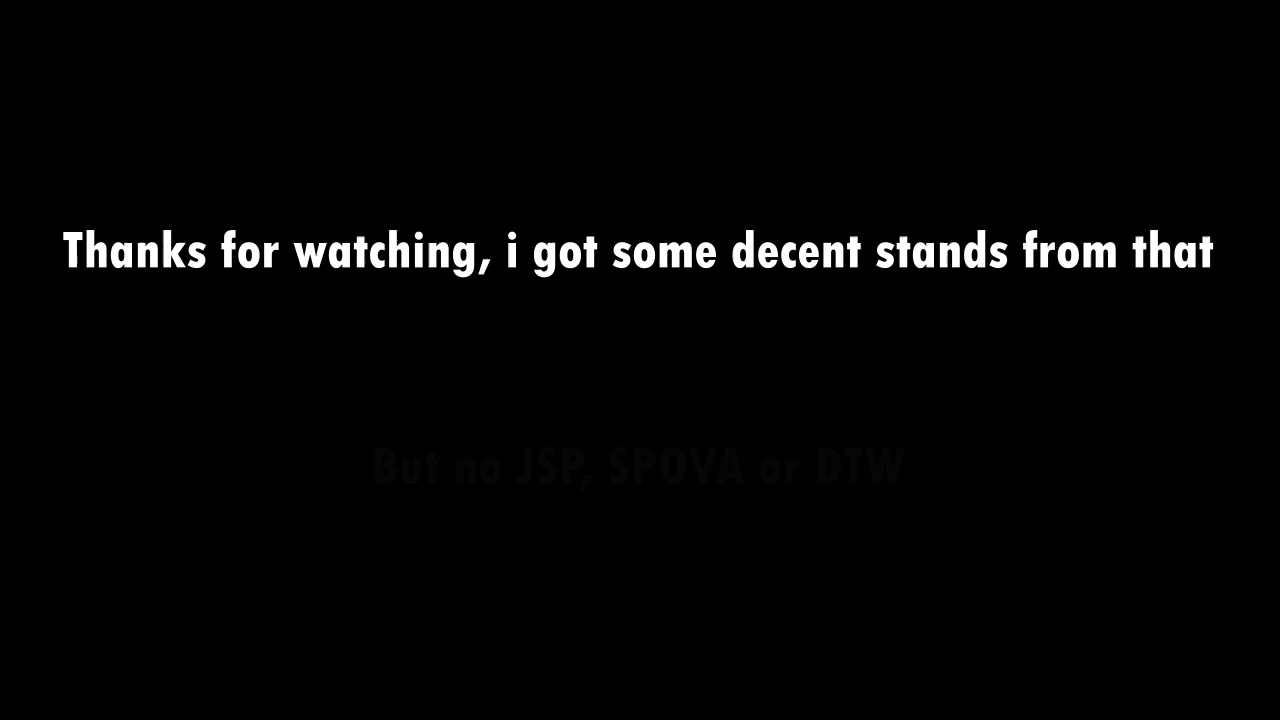 Thanks for watching, i got some decent stands from that
But no JSP, SPOVA or DTW